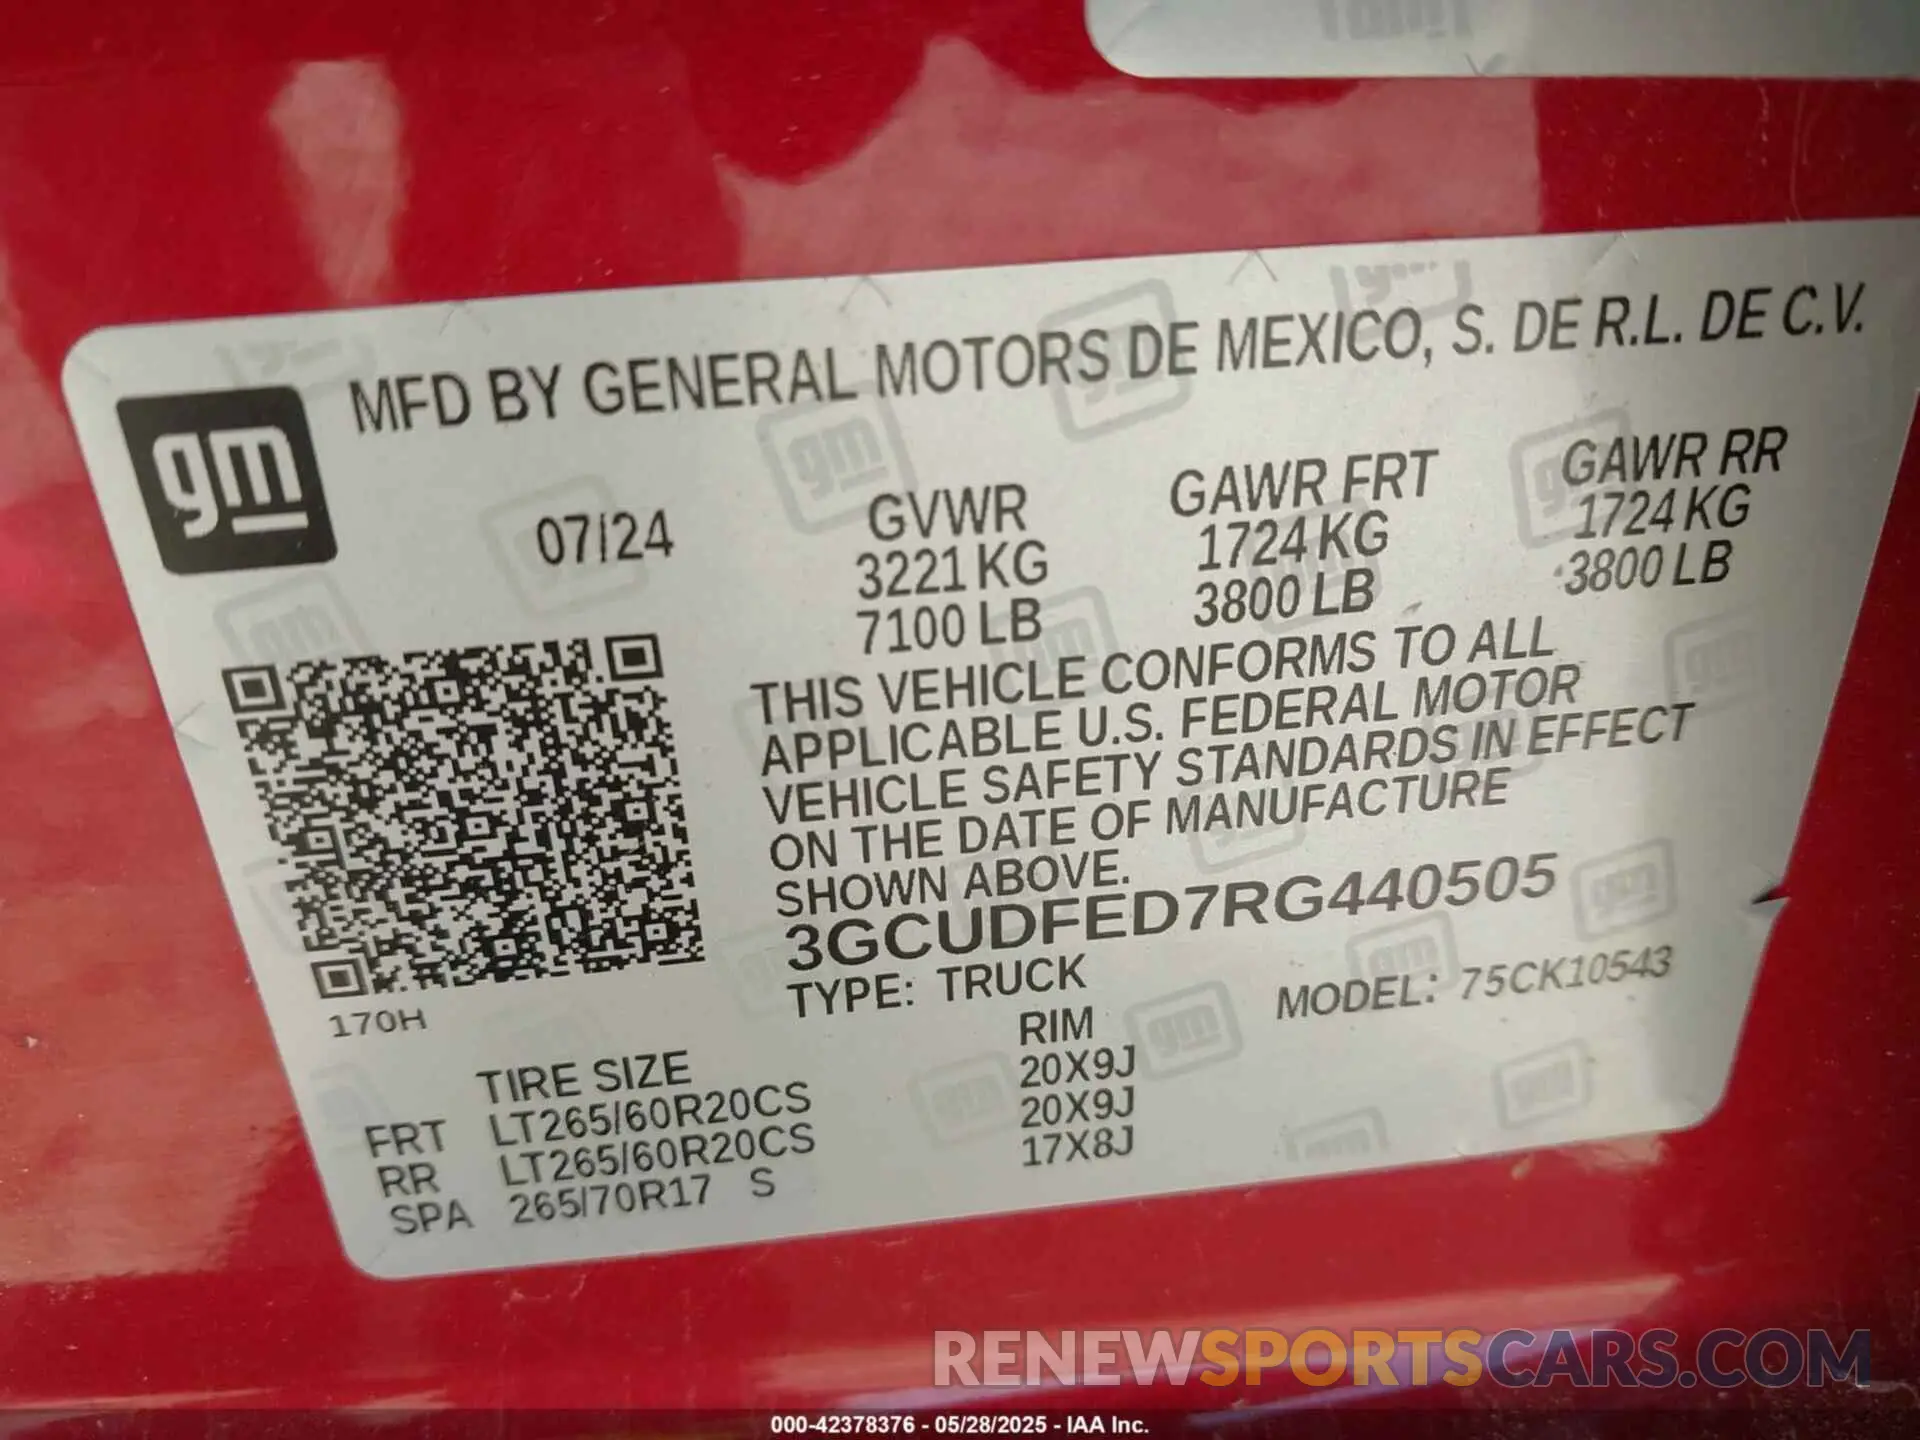 gm
MFD BY GENERAL MOTORS DE MEXICO, S. DE R.L. DE C.V.
07/24
GVWR
3221 KG
7100 LB
GAWR FRT
1724 KG
3800 LB
GAWR RR
1724 KG
3800 LB
THIS VEHICLE CONFORMS TO ALL
APPLICABLE U.S. FEDERAL MOTOR
VEHICLE SAFETY STANDARDS IN EFFECT
ON THE DATE OF MANUFACTURE
SHOWN ABOVE.
3GCUDFED7RG440505
TYPE: TRUCK MODEL: 75CK10543
170H
TIRE SIZE RIM
FRT LT265/60R20CS 20X9J
RR LT265/60R20CS 20X9J
SPA 265/70R17 S 17X8J
RENEWSPORTSCARS.COM
000-42378376 - 05/28/2025 - IAA Inc.